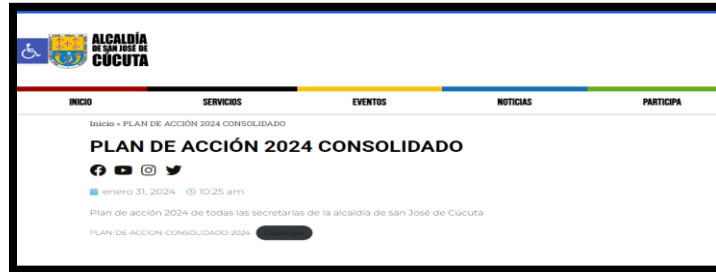 ALCALDÍA
DE SAN JOSÉ DE
CÚCUTA
INICIO SERVICIOS EVENTOS NOTICIAS PARTICIPA
Inicio » PLAN DE ACCIÓN 2024 CONSOLIDADO
PLAN DE ACCIÓN 2024 CONSOLIDADO
enero 31, 2024 10:25 am
Plan de acción 2024 de todas las secretarías de la alcaldía de san José de Cúcuta
PLAN-DE-ACCION-CONSOLIDADO-2024 Descarga